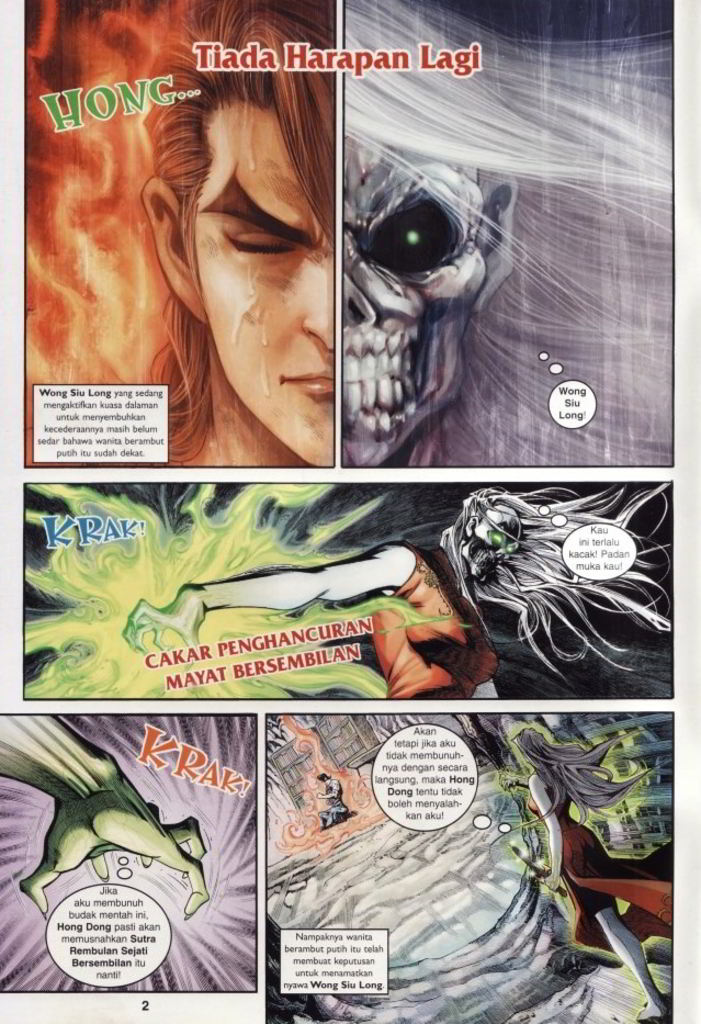 Tiada Harapan Lagi
HONG...
Wong Siu Long yang sedang
mengaktifkan kuasa dalaman
untuk menyembuhkan
kecederaannya masih belum
sedar bahawa wanita berambut
putih itu sudah dekat.
Wong
Siu
Long!
KRAK!
Kau
ini terlalu
kacak! Padan
muka kau!
CAKAR PENGHANCURAN
MAYAT BERSEMBILAN
KRAK!
Jika
aku membunuh
budak mentah ini,
Hong Dong pasti akan
memusnahkan Sutra
Rembulan Sejati
Bersembilan itu
nanti!
Akan
tetapi jika aku
tidak membunuh-
nya dengan secara
langsung, maka Hong
Dong tentu tidak
boleh menyalah-
kan aku!
Nampaknya wanita
berambut putih itu telah
membuat keputusan
untuk menamatkan
nyawa Wong Siu Long.
2